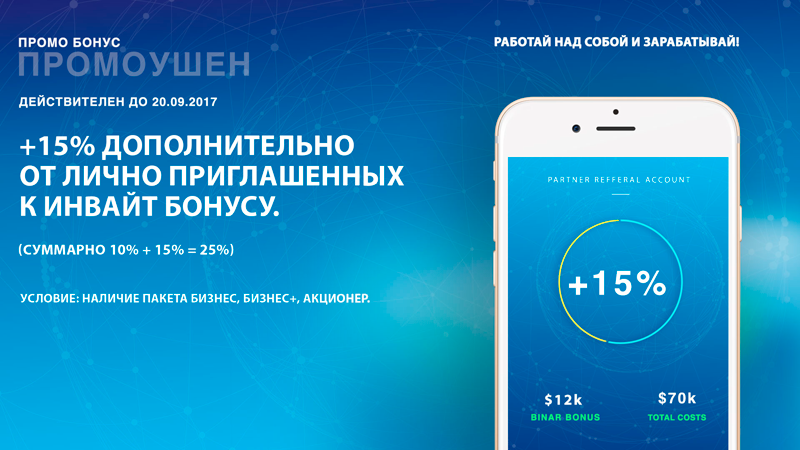 ПРОМО БОНУС
ПРОМОУШЕН
ДЕЙСТВИТЕЛЕН ДО 20.09.2017
+15% ДОПОЛНИТЕЛЬНО
ОТ ЛИЧНО ПРИГЛАШЕННЫХ
К ИНВАЙТ БОНУСУ.
(СУММАРНО 10% + 15% = 25%)
УСЛОВИЕ: НАЛИЧИЕ ПАКЕТА БИЗНЕС, БИЗНЕС+, АКЦИОНЕР.
РАБОТАЙ НАД СОБОЙ И ЗАРАБАТЫВАЙ!
PARTNER REFFERAL ACCOUNT
+15%
$12k
BINAR BONUS
$70k
TOTAL COSTS